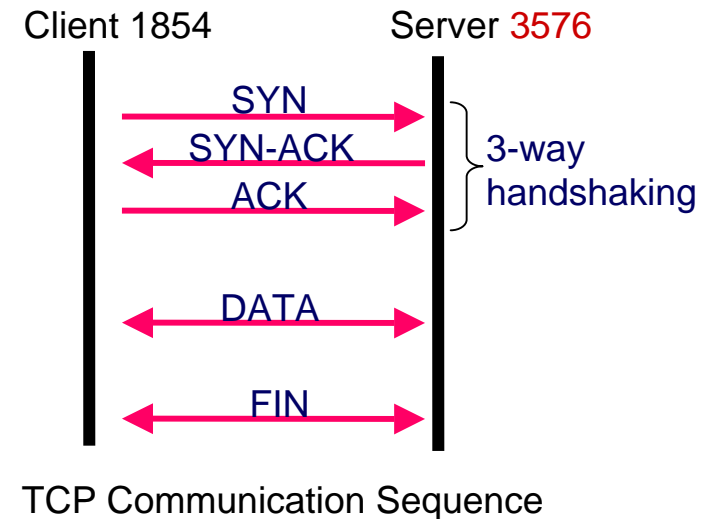 Client 1854
Server 3576
SYN
SYN-ACK
ACK
3-way
handshaking
DATA
FIN
TCP Communication Sequence